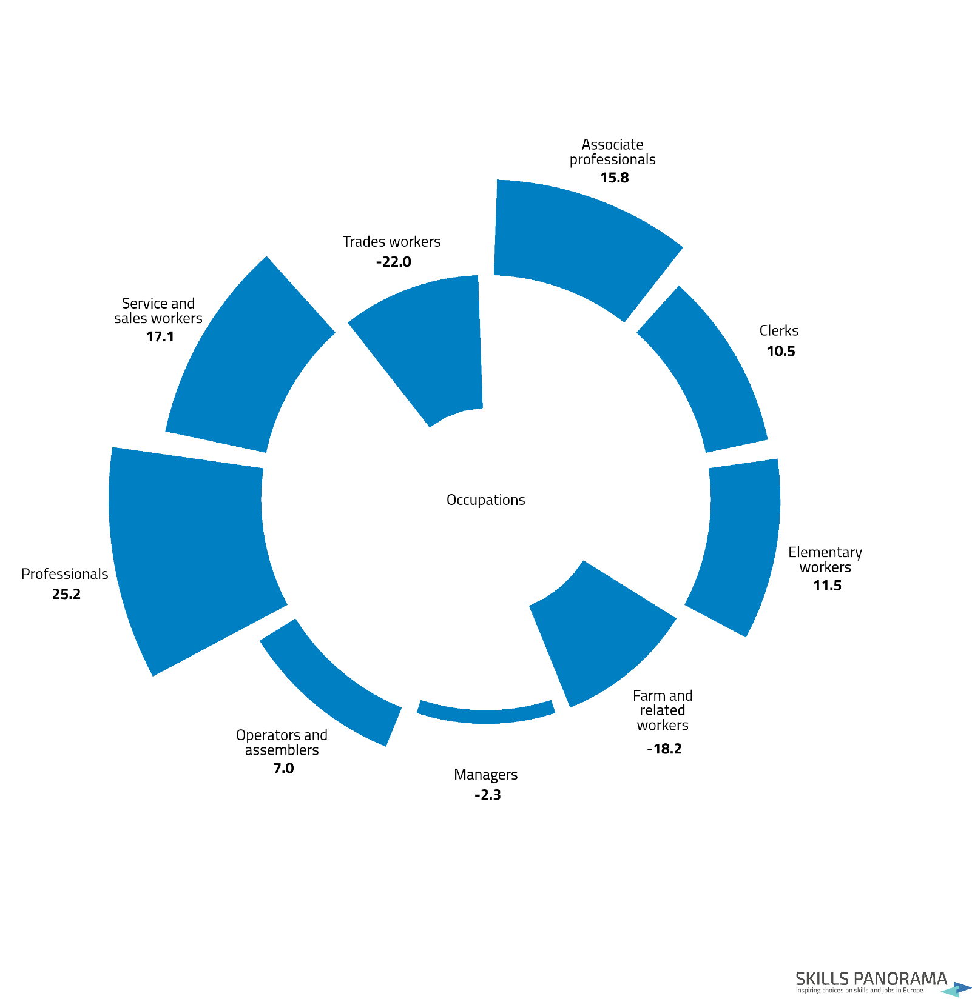 Associate
professionals
15.8
Trades workers
-22.0
Service and
sales workers
17.1
Clerks
10.5
Occupations
Elementary
workers
11.5
Professionals
25.2
Farm and
related
workers
-18.2
Operators and
assemblers
7.0
Managers
-2.3
SKILLS PANORAMA
Inspiring choices on skills and jobs in Europe